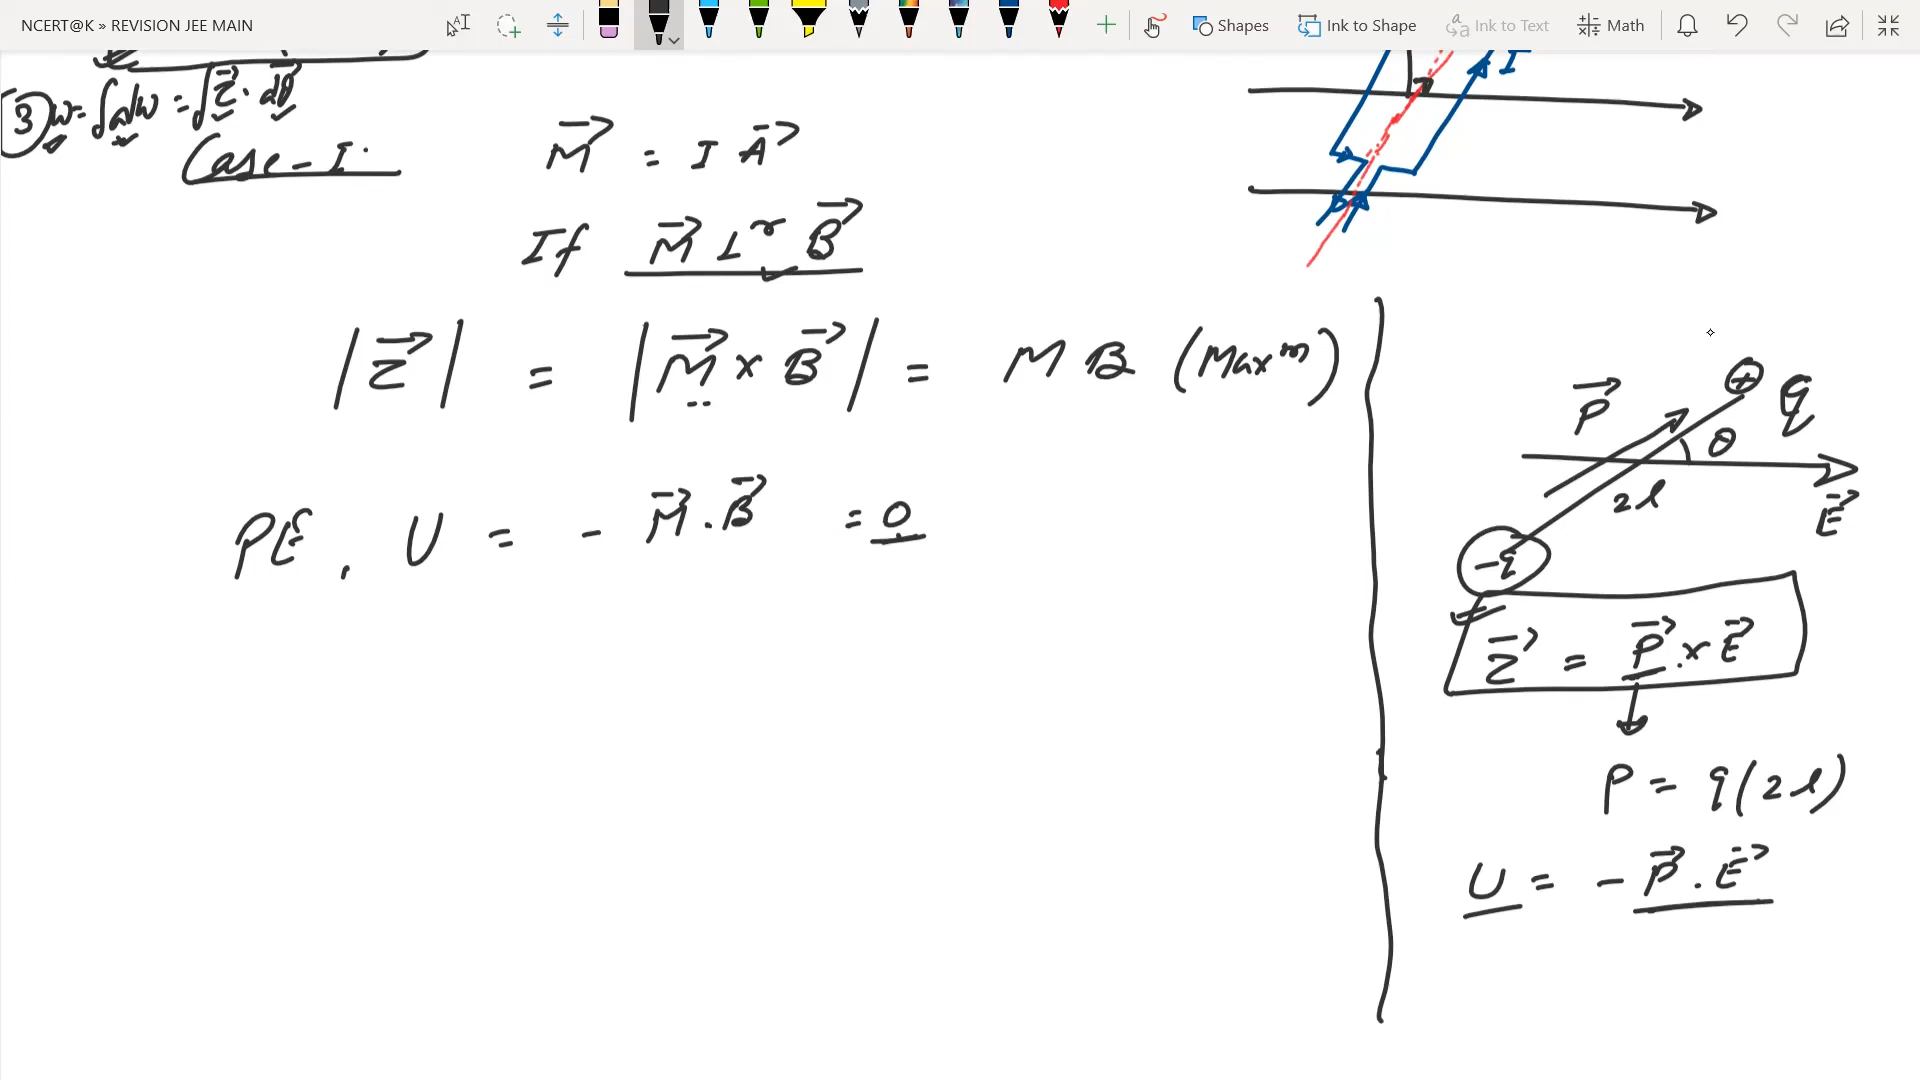 NCERT@K » REVISION JEE MAIN
Shapes
Ink to Shape
Ink to Text
Math
③ W = ∫dW = ∫τ⃗ · dθ⃗
Case - I
M⃗ = I A⃗
If M⃗ ⊥ʳ B⃗
|τ⃗| = |M⃗ × B⃗| = MB (Maxᵐ)
PE, U = - M⃗ . B⃗ = 0
I
P⃗
+
q
θ
2l
E⃗
-q
τ⃗ = P⃗ × E⃗
P = q(2l)
U = - P⃗ . E⃗